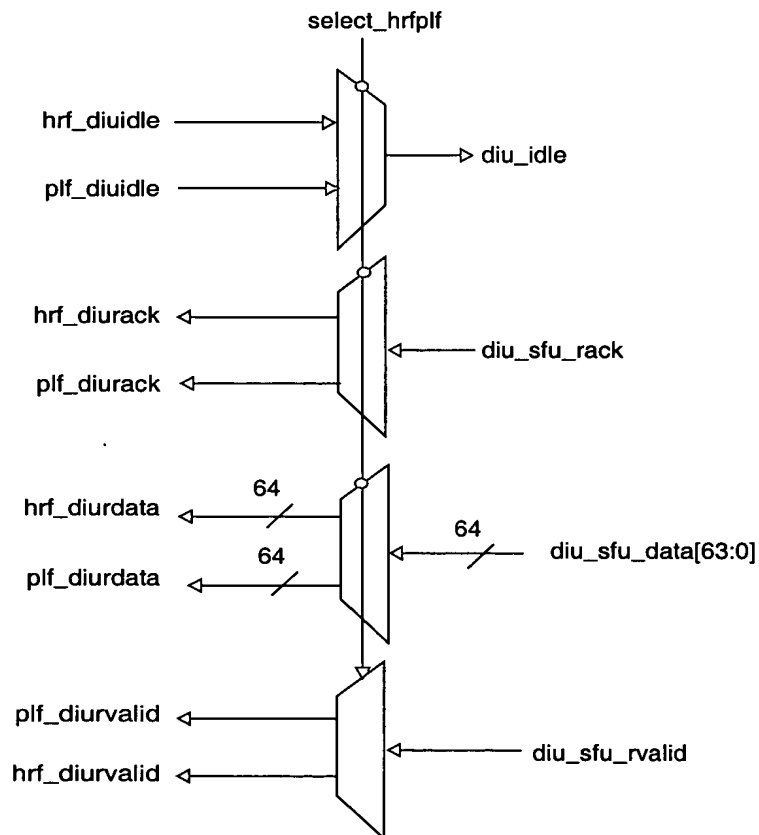 select_hrfplf
hrf_diuidle
diu_idle
plf_diuidle
hrf_diurack
diu_sfu_rack
plf_diurack
64
hrf_diurdata
64
diu_sfu_data[63:0]
64
plf_diurdata
plf_diurvalid
diu_sfu_rvalid
hrf_diurvalid